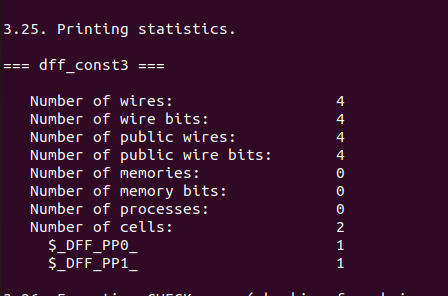 3.25. Printing statistics.
=== dff_const3 ===
Number of wires: 4
Number of wire bits: 4
Number of public wires: 4
Number of public wire bits: 4
Number of memories: 0
Number of memory bits: 0
Number of processes: 0
Number of cells: 2
$_DFF_PP0_ 1
$_DFF_PP1_ 1